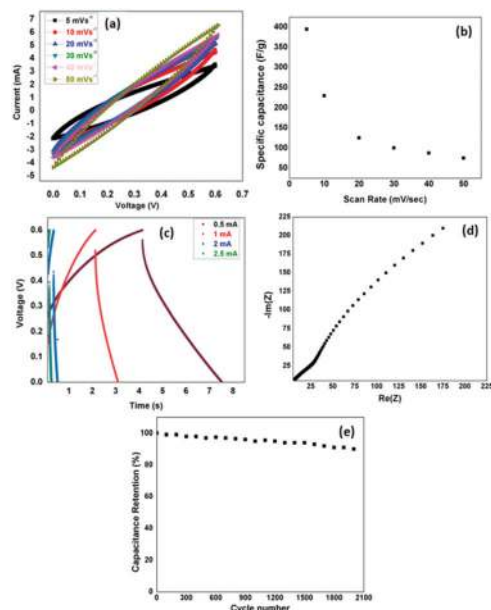 (a)
5 mVs⁻¹
10 mVs⁻¹
20 mVs⁻¹
30 mVs⁻¹
50 mVs⁻¹
7
6
5
4
3
2
1
0
-1
-2
-3
-4
-5
Current (mA)
0.0 0.1 0.2 0.3 0.4 0.5 0.6 0.7
Voltage (V)
(b)
400
350
300
250
200
150
100
50
Specific capacitance (F/g)
10 20 30 40 50
Scan Rate (mV/sec)
(c)
0.5 mA
1 mA
2 mA
2.5 mA
0.8
0.6
0.4
0.2
0.0
Voltage (V)
1 2 3 4 5 6 7 8
Time (s)
(d)
-225
-200
-175
-150
-125
-100
-75
-50
-25
-Im(Z)
25 50 75 100 125 150 175 200 225
Re(Z)
(e)
100
80
60
40
20
0
Capacitance Retention (%)
0 300 600 900 1200 1500 1800 2100
Cycle number